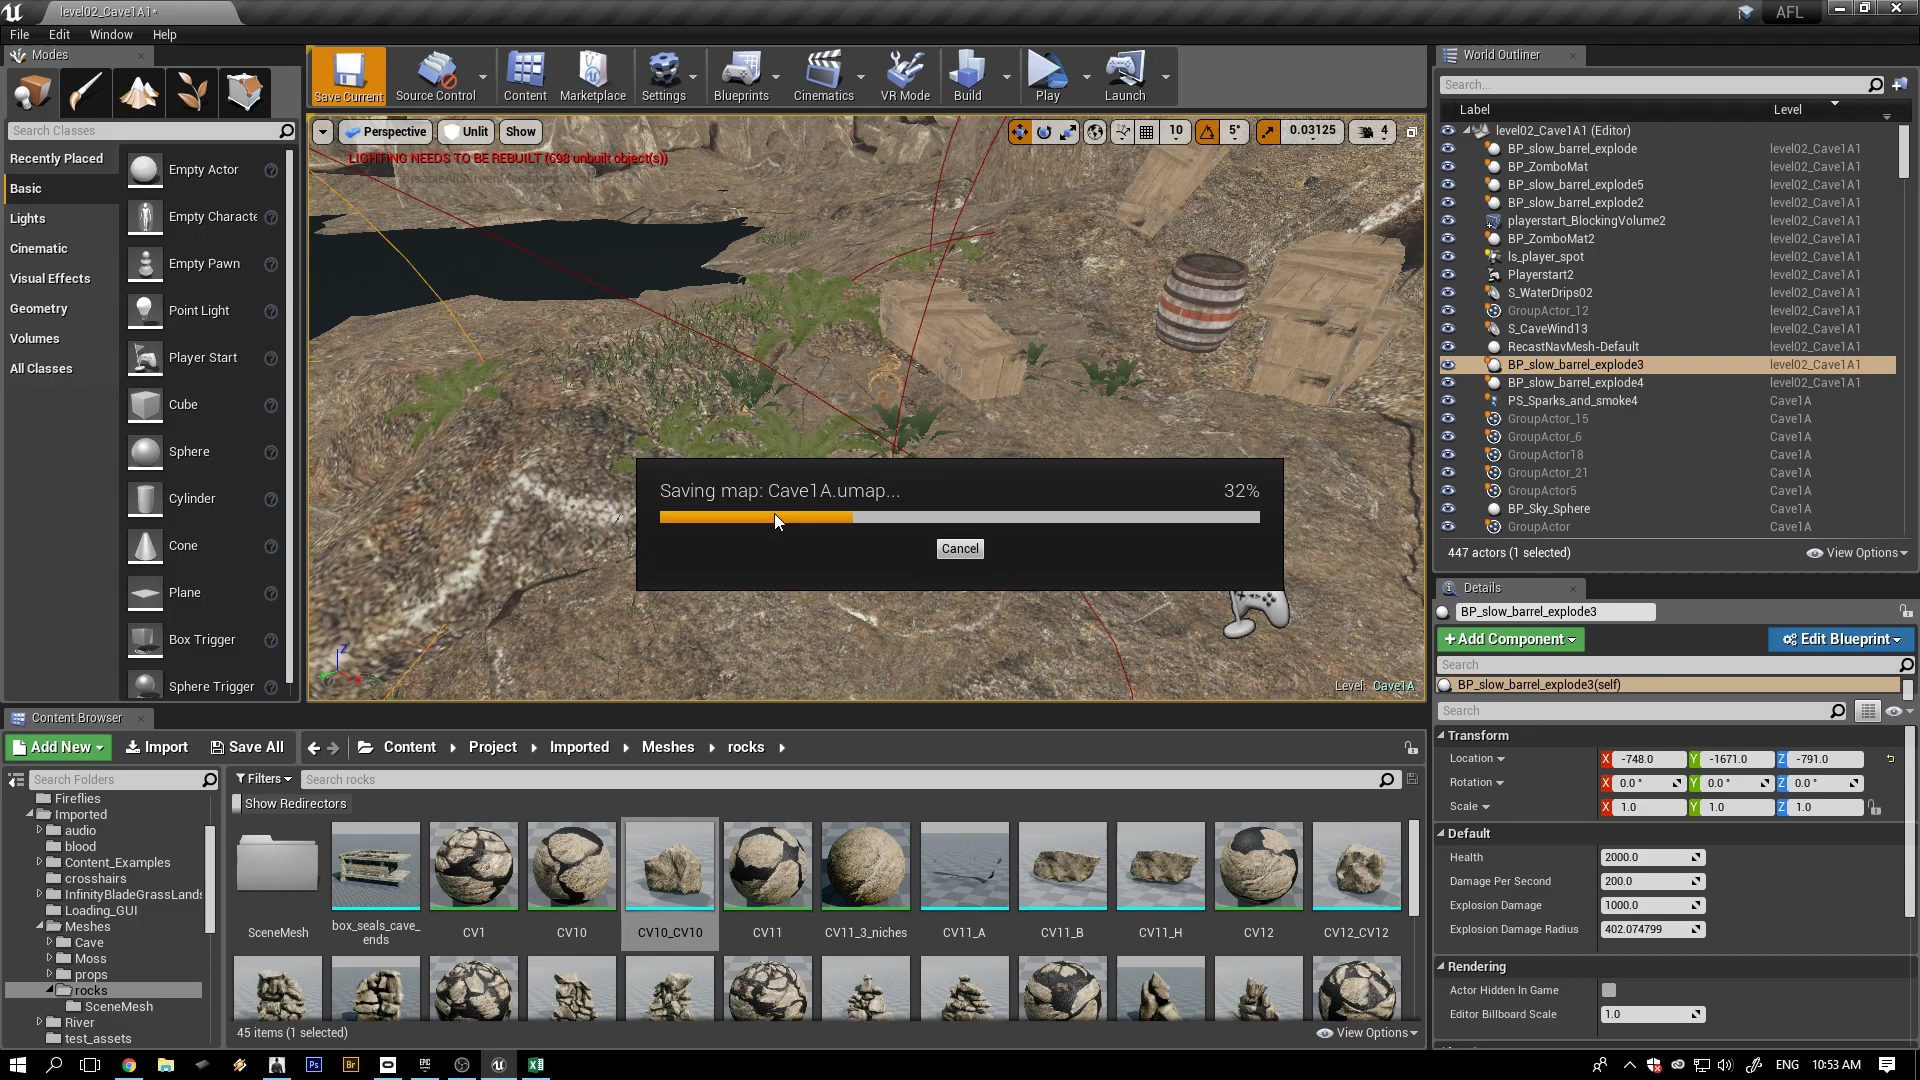 level02_Cave1A1*
AFL
File Edit Window Help
Modes
Search Classes
Recently Placed
Basic
Lights
Cinematic
Visual Effects
Geometry
Volumes
All Classes
Empty Actor
Empty Characte
Empty Pawn
Point Light
Player Start
Cube
Sphere
Cylinder
Cone
Plane
Box Trigger
Sphere Trigger
Save Current Source Control Content Marketplace Settings Blueprints Cinematics VR Mode Build Play Launch
Perspective Unlit Show
10 5° 0.03125 4
LIGHTING NEEDS TO BE REBUILT (698 unbuilt object(s))
Saving map: Cave1A.umap... 32%
Cancel
Z
X
Level: Cave1A
World Outliner
Search...
Label Level
level02_Cave1A1 (Editor)
BP_slow_barrel_explode level02_Cave1A1
BP_ZomboMat level02_Cave1A1
BP_slow_barrel_explode5 level02_Cave1A1
BP_slow_barrel_explode2 level02_Cave1A1
playerstart_BlockingVolume2 level02_Cave1A1
BP_ZomboMat2 level02_Cave1A1
ls_player_spot level02_Cave1A1
Playerstart2 level02_Cave1A1
S_WaterDrips02 level02_Cave1A1
GroupActor_12 level02_Cave1A1
S_CaveWind13 level02_Cave1A1
RecastNavMesh-Default level02_Cave1A1
BP_slow_barrel_explode3 level02_Cave1A1
BP_slow_barrel_explode4 level02_Cave1A1
PS_Sparks_and_smoke4 Cave1A
GroupActor_15 Cave1A
GroupActor_6 Cave1A
GroupActor18 Cave1A
GroupActor_21 Cave1A
GroupActor5 Cave1A
BP_Sky_Sphere Cave1A
GroupActor Cave1A
447 actors (1 selected) View Options
Details
BP_slow_barrel_explode3
+Add Component Edit Blueprint
Search
BP_slow_barrel_explode3(self)
Search
Transform
Location X -748.0 Y -1671.0 Z -791.0
Rotation X 0.0 ° Y 0.0 ° Z 0.0 °
Scale X 1.0 Y 1.0 Z 1.0
Default
Health 2000.0
Damage Per Second 200.0
Explosion Damage 1000.0
Explosion Damage Radius 402.074799
Rendering
Actor Hidden In Game
Editor Billboard Scale 1.0
Content Browser
Add New Import Save All Content Project Imported Meshes rocks
Search Folders
Filters Search rocks
Show Redirectors
Fireflies
Imported
audio
blood
Content_Examples
crosshairs
InfinityBladeGrassLands
Loading_GUI
Meshes
Cave
Moss
props
rocks
SceneMesh
River
test_assets
SceneMesh
box_seals_cave_
ends
CV1
CV10
CV10_CV10
CV11
CV11_3_niches
CV11_A
CV11_B
CV11_H
CV12
CV12_CV12
45 items (1 selected) View Options
Ps
Br
EPIC
ENG 10:53 AM